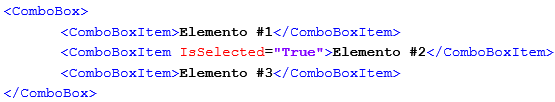 <ComboBox>
<ComboBoxItem>Elemento #1</ComboBoxItem>
<ComboBoxItem IsSelected="True">Elemento #2</ComboBoxItem>
<ComboBoxItem>Elemento #3</ComboBoxItem>
</ComboBox>